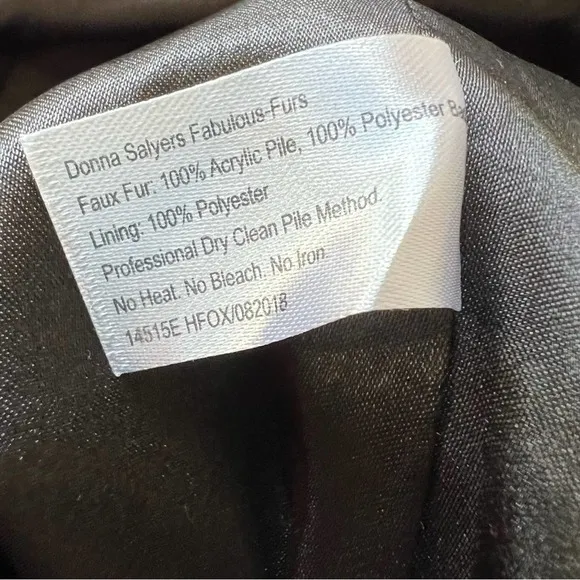 Donna Salyers Fabulous-Furs
Faux Fur: 100% Acrylic Pile, 100% Polyester
Lining: 100% Polyester
Professional Dry Clean Pile Method.
No Heat. No Bleach. No Iron.
14515E HFOX/082018